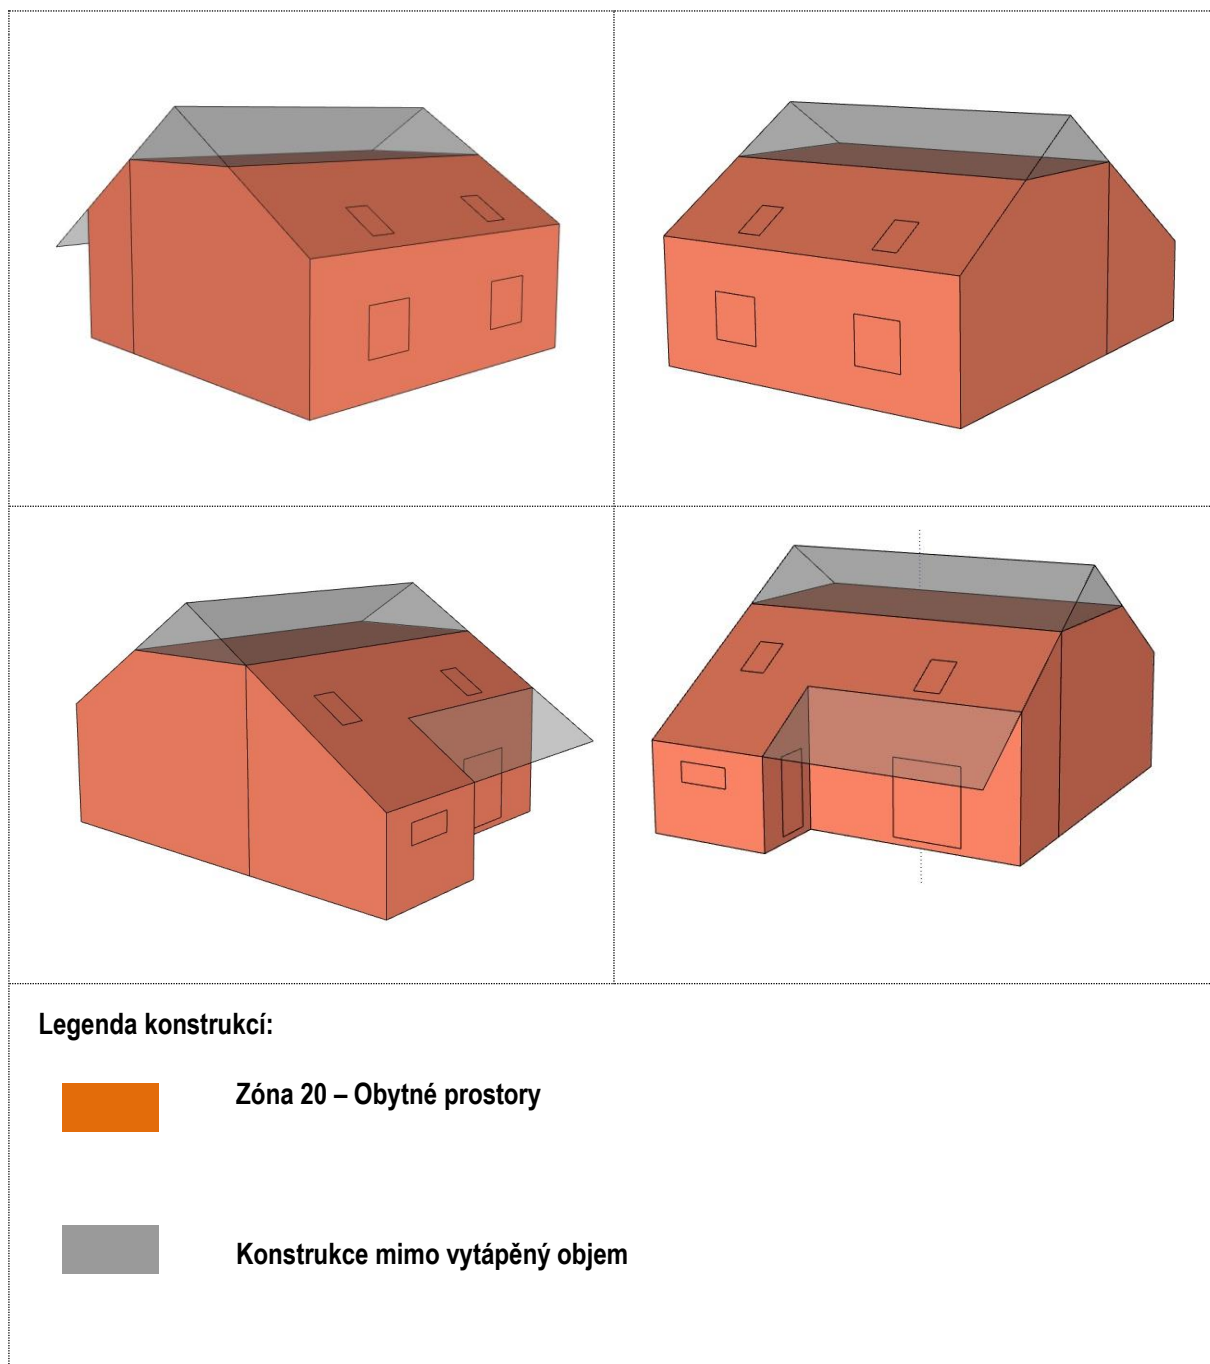 Legenda konstrukcí:
Zóna 20 – Obytné prostory
Konstrukce mimo vytápěný objem